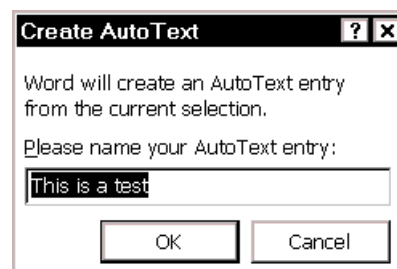 Create AutoText ? ×
Word will create an AutoText entry
from the current selection.
Please name your AutoText entry:
This is a test
OK Cancel